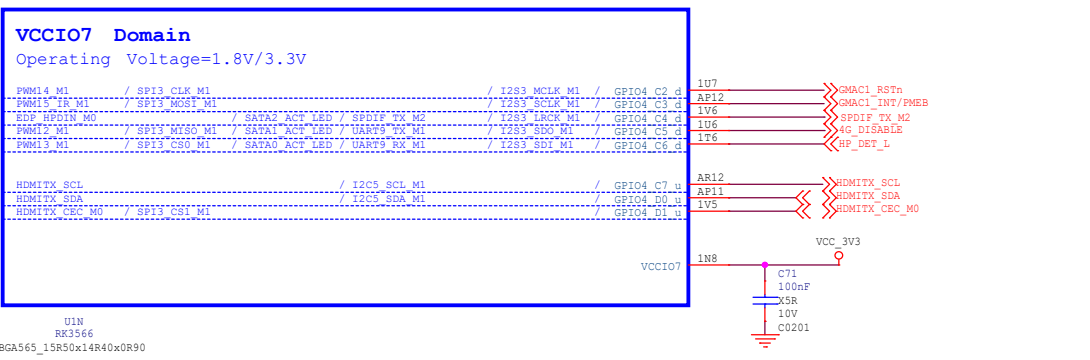 VCCIO7 Domain
Operating Voltage=1.8V/3.3V
PWM14_M1 / SPI3_CLK_M1 / I2S3_MCLK_M1 / GPIO4_C2_d 1U7 GMAC1_RSTn
PWM15_IR_M1 / SPI3_MOSI_M1 / I2S3_SCLK_M1 / GPIO4_C3_d AP12 GMAC1_INT/PMEB
EDP_HPDIN_M0 / SATA2_ACT_LED / SPDIF_TX_M2 / I2S3_LRCK_M1 / GPIO4_C4_d 1V6 SPDIF_TX_M2
PWM12_M1 / SPI3_MISO_M1 / SATA1_ACT_LED / UART9_TX_M1 / I2S3_SDO_M1 / GPIO4_C5_d 1U6 4G_DISABLE
PWM13_M1 / SPI3_CS0_M1 / SATA0_ACT_LED / UART9_RX_M1 / I2S3_SDI_M1 / GPIO4_C6_d 1T6 HP_DET_L
HDMITX_SCL / I2C5_SCL_M1 / GPIO4_C7_u AR12 HDMITX_SCL
HDMITX_SDA / I2C5_SDA_M1 / GPIO4_D0_u AP11 HDMITX_SDA
HDMITX_CEC_M0 / SPI3_CS1_M1 / GPIO4_D1_u 1V5 HDMITX_CEC_M0
VCC_3V3
VCCIO7 1N8
C71
100nF
X5R
10V
C0201
U1N
RK3566
BGA565_15R50x14R40x0R90